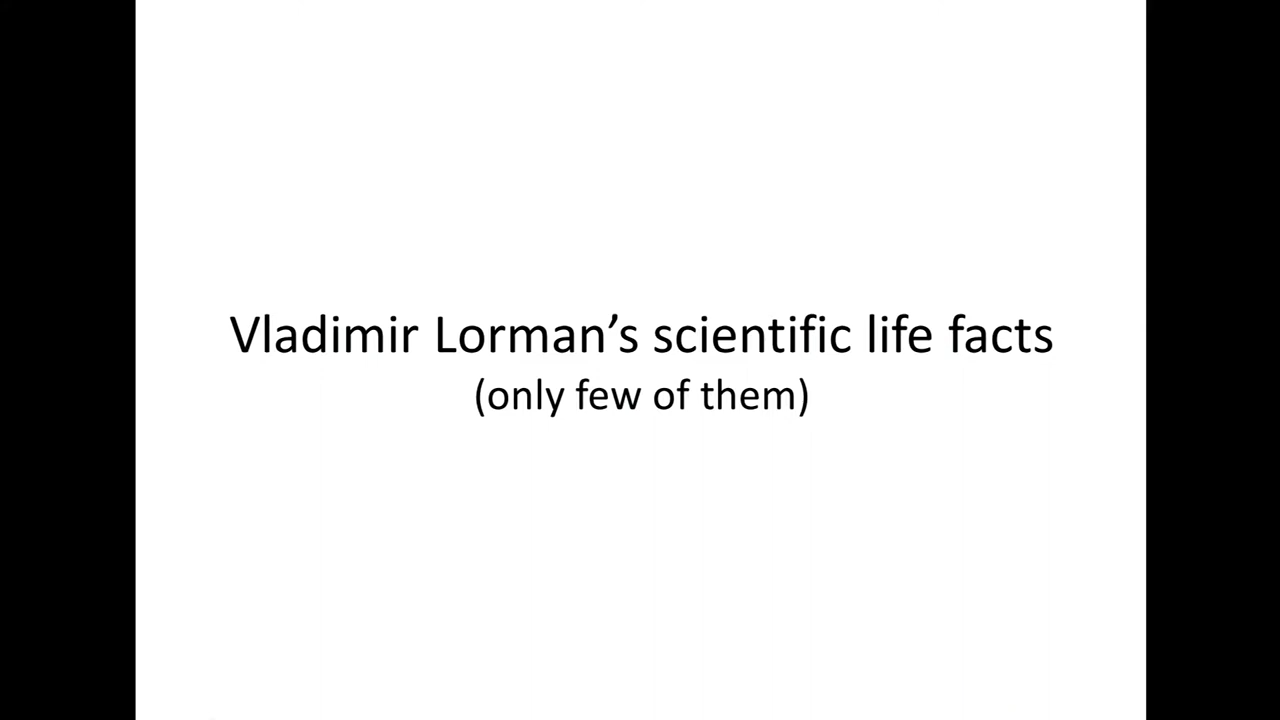 Vladimir Lorman’s scientific life facts
(only few of them)